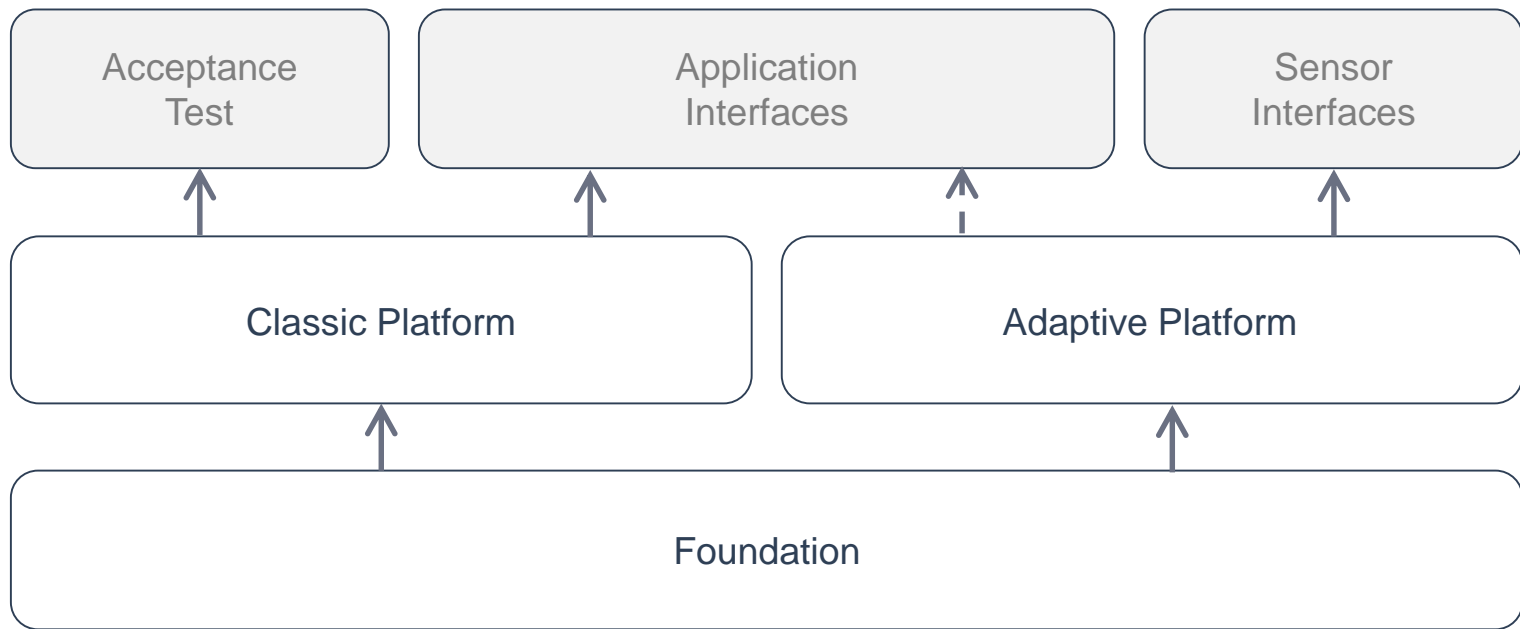 Acceptance
Test
Application
Interfaces
Sensor
Interfaces
Classic Platform
Adaptive Platform
Foundation